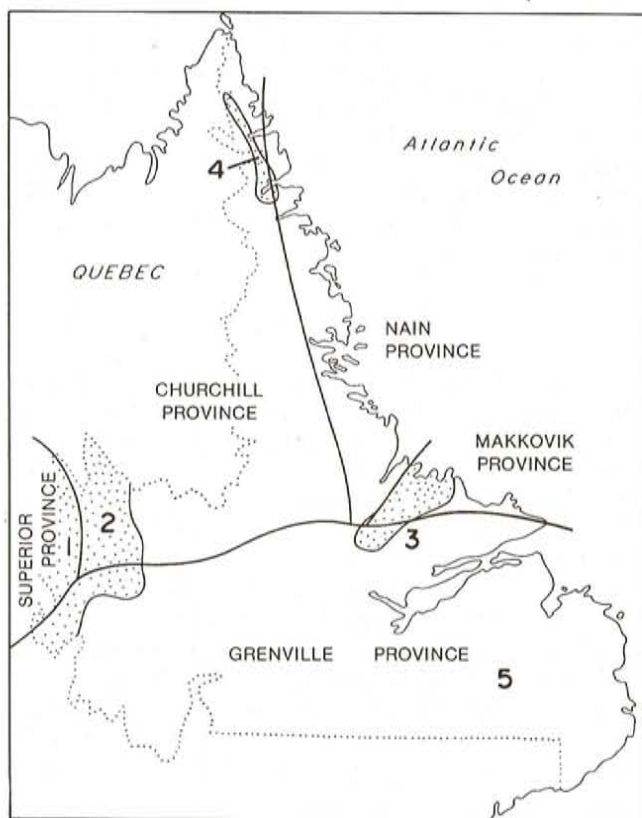 Atlantic
Ocean
4
QUEBEC
NAIN
PROVINCE
CHURCHILL
PROVINCE
MAKKOVIK
PROVINCE
SUPERIOR
PROVINCE
1
2
3
GRENVILLE PROVINCE
5